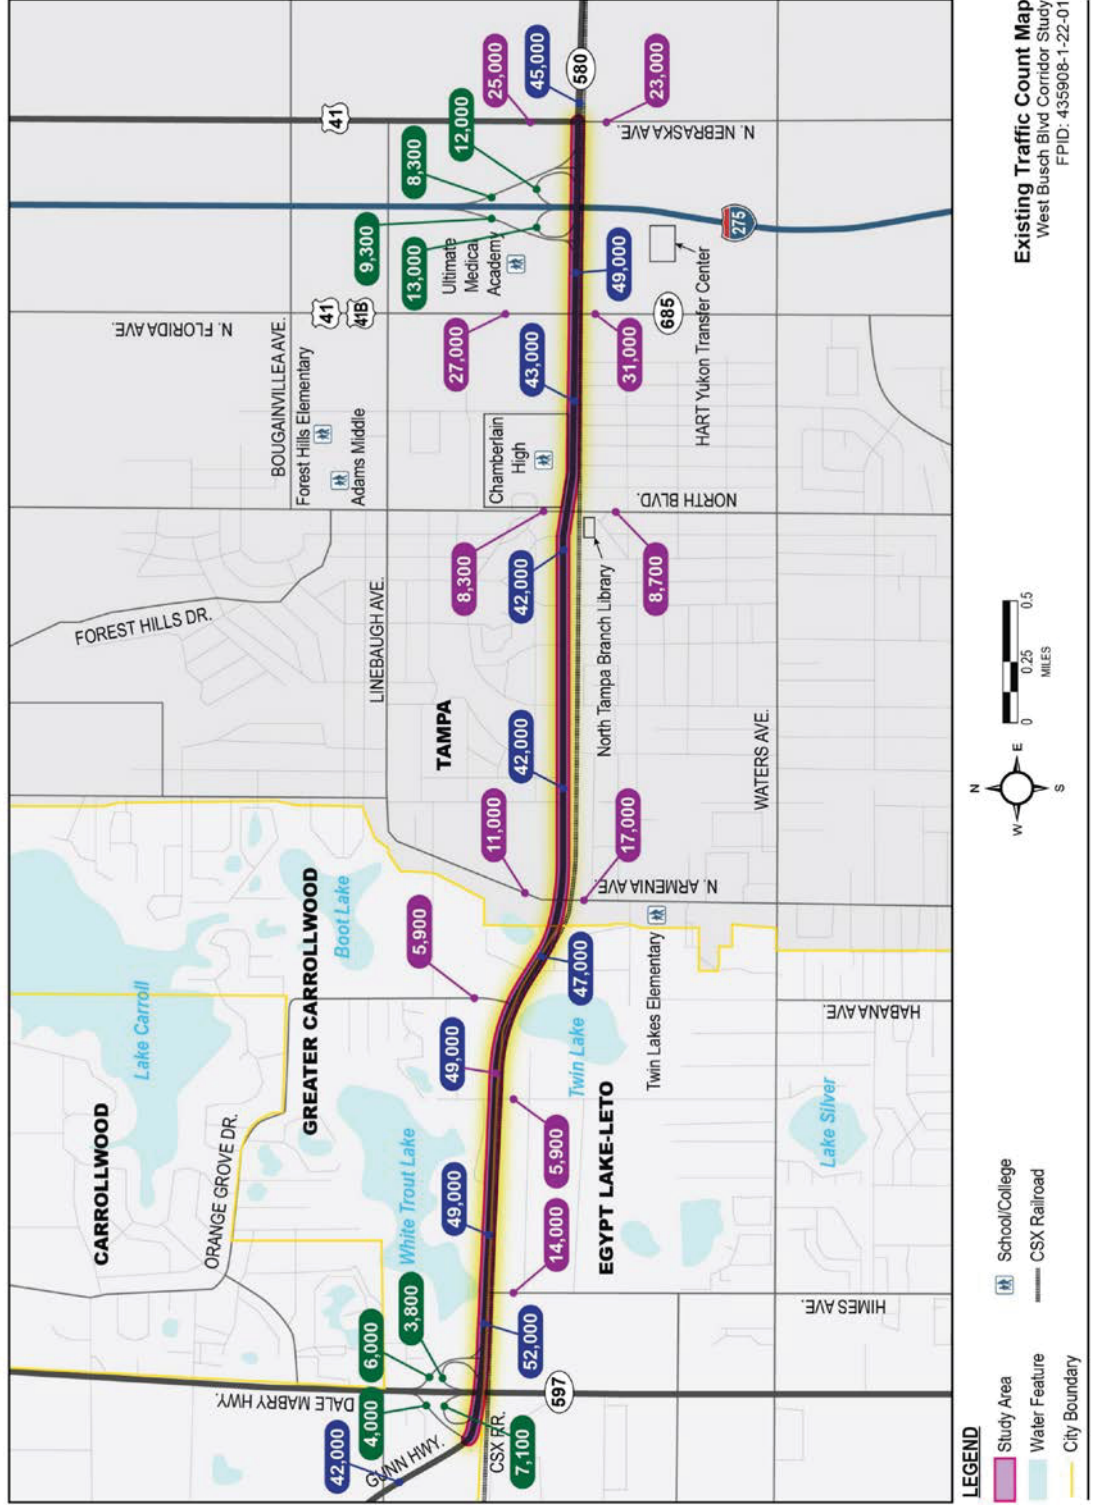 Existing Traffic Count Map
West Busch Blvd Corridor Study
FPID: 435908-1-22-01
CARROLLWOOD
Lake Carroll
ORANGE GROVE DR.
GREATER CARROLLWOOD
Boot Lake
White Trout Lake
FOREST HILLS DR.
LINEBAUGH AVE.
TAMPA
BOUGAINVILLEA AVE.
Forest Hills Elementary
Adams Middle
N. FLORIDA AVE.
41
41B
41
Ultimate
Medical
Academy
Chamberlain
High
DALE MABRY HWY.
GUNN HWY.
CSX RR.
597
42,000
4,000
6,000
3,800
7,100
52,000
14,000
49,000
5,900
49,000
5,900
47,000
11,000
17,000
42,000
42,000
8,300
8,700
43,000
27,000
31,000
49,000
9,300
13,000
8,300
12,000
25,000
45,000
23,000
580
N. NEBRASKA AVE.
275
685
HART Yukon Transfer Center
NORTH BLVD.
North Tampa Branch Library
WATERS AVE.
N. ARMENIA AVE.
Twin Lakes Elementary
Twin Lake
EGYPT LAKE-LETO
Lake Silver
HABANA AVE.
HIMES AVE.
LEGEND
Study Area
Water Feature
City Boundary
School/College
CSX Railroad
N
W
E
S
0
0.25
0.5
MILES